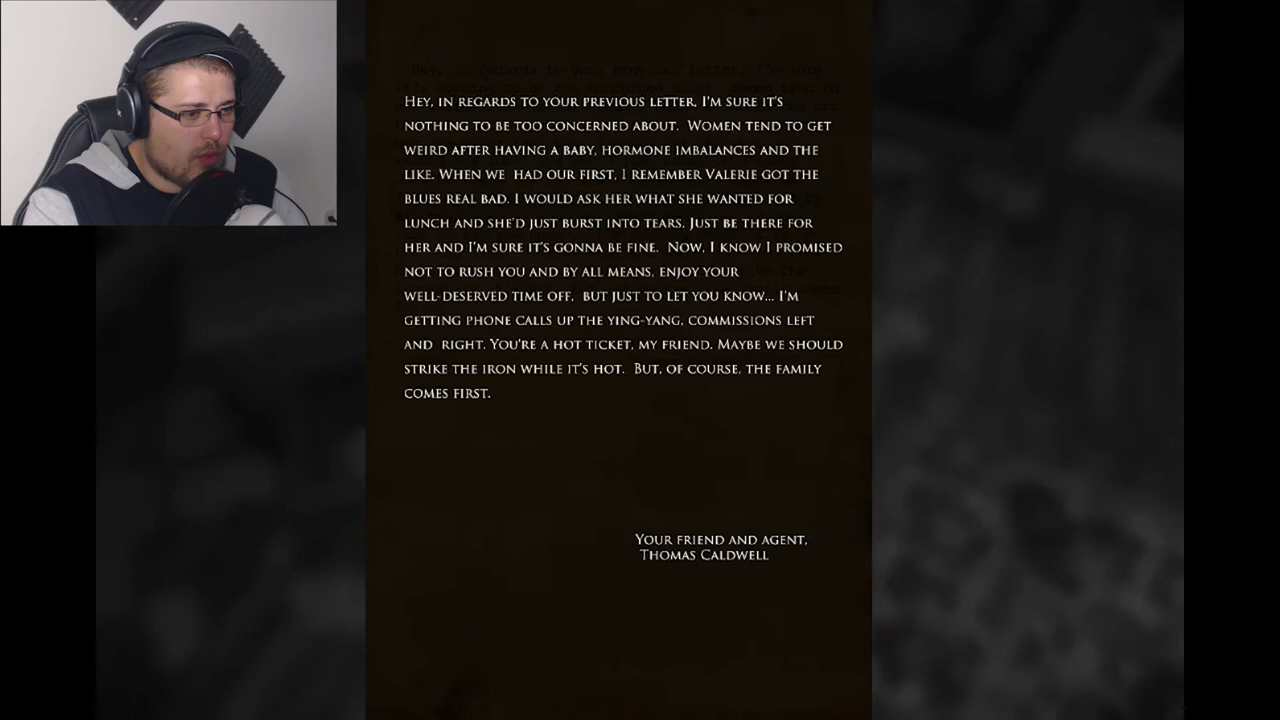 Hey, in regards to your previous letter, I'm sure it's
nothing to be too concerned about. Women tend to get
weird after having a baby, hormone imbalances and the
like. When we had our first, I remember Valerie got the
blues real bad. I would ask her what she wanted for
lunch and she'd just burst into tears. Just be there for
her and I'm sure it's gonna be fine. Now, I know I promised
not to rush you and by all means, enjoy your
well-deserved time off, but just to let you know... I'm
getting phone calls up the ying-yang, commissions left
and right. You're a hot ticket, my friend. Maybe we should
strike the iron while it's hot. But, of course, the family
comes first.
Your friend and agent,
Thomas Caldwell